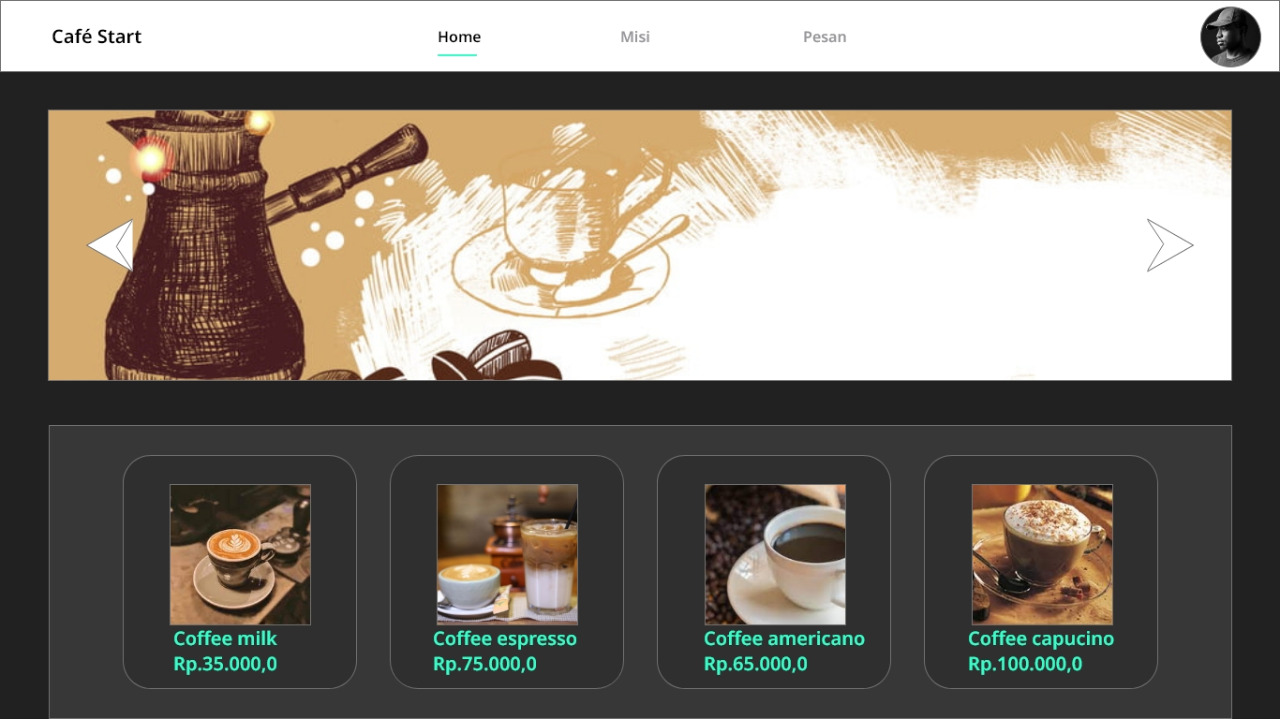 Café Start
Home
Misi
Pesan
Coffee milk
Rp.35.000,0
Coffee espresso
Rp.75.000,0
Coffee americano
Rp.65.000,0
Coffee capucino
Rp.100.000,0